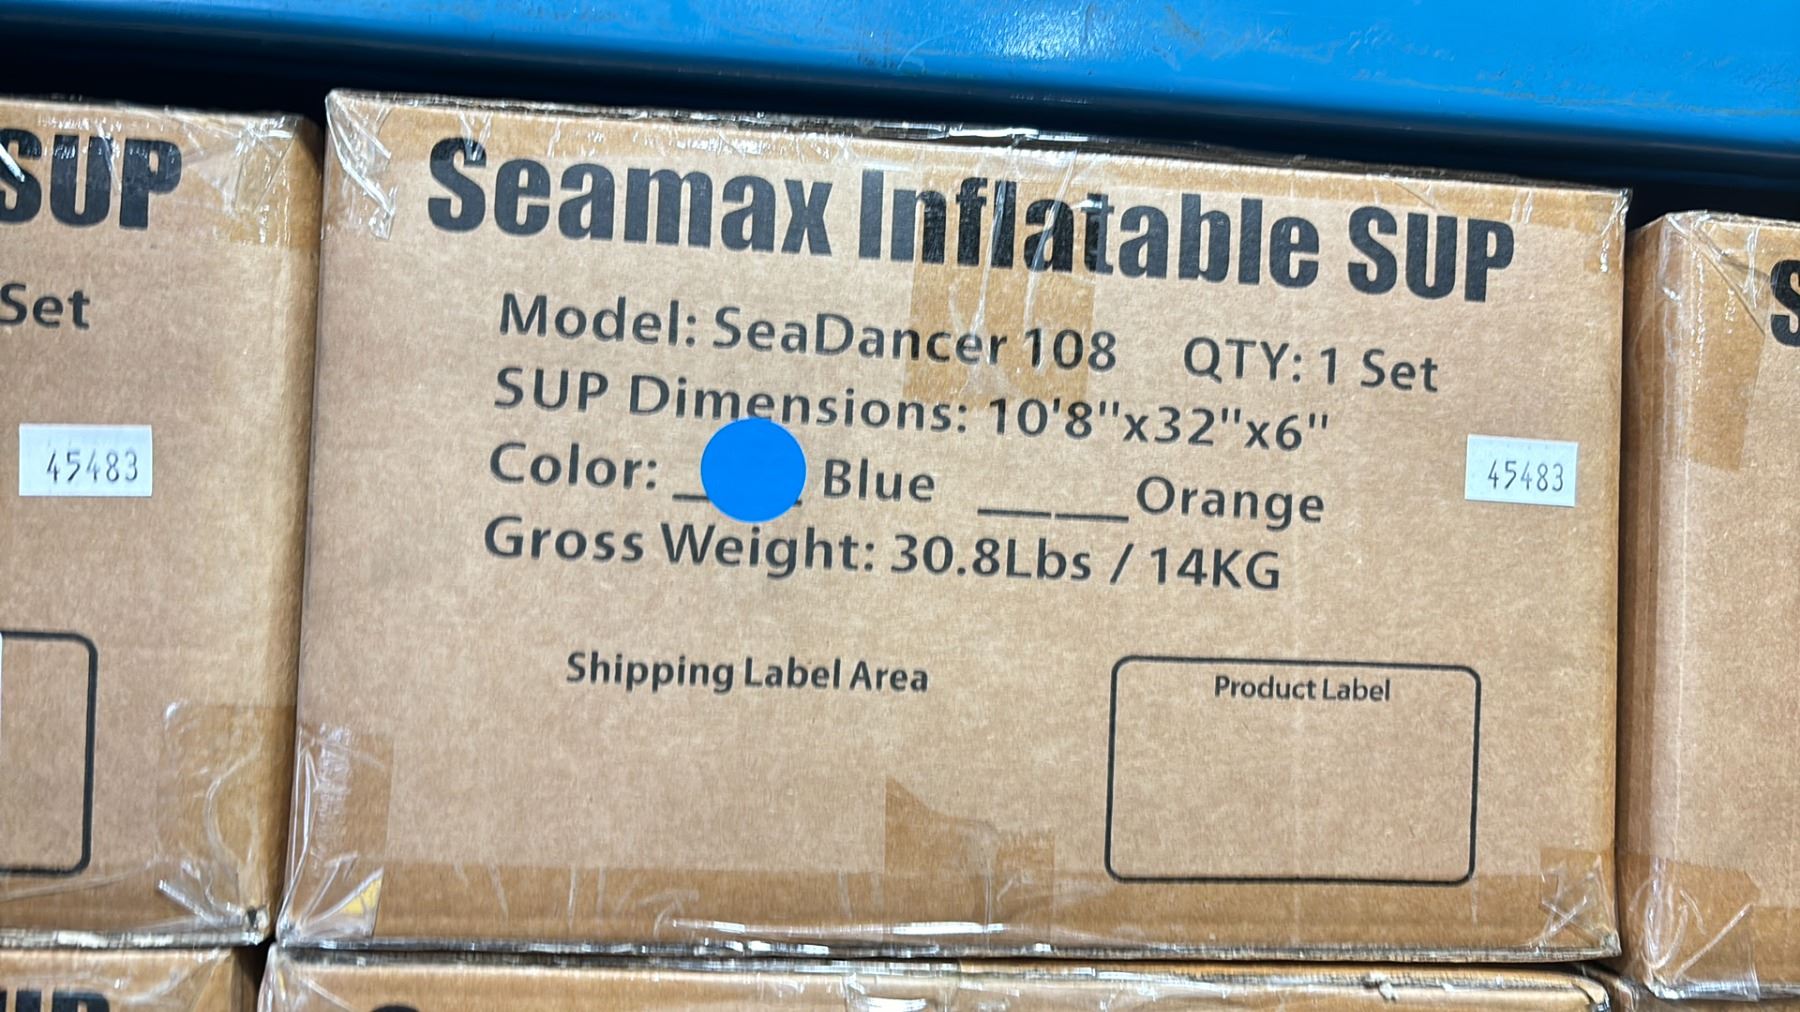 SUP
Set
45483
Seamax Inflatable SUP
Model: SeaDancer 108 QTY: 1 Set
SUP Dimensions: 10'8"x32"x6"
Color: ____ Blue ____Orange
45483
Gross Weight: 30.8Lbs / 14KG
Shipping Label Area
Product Label